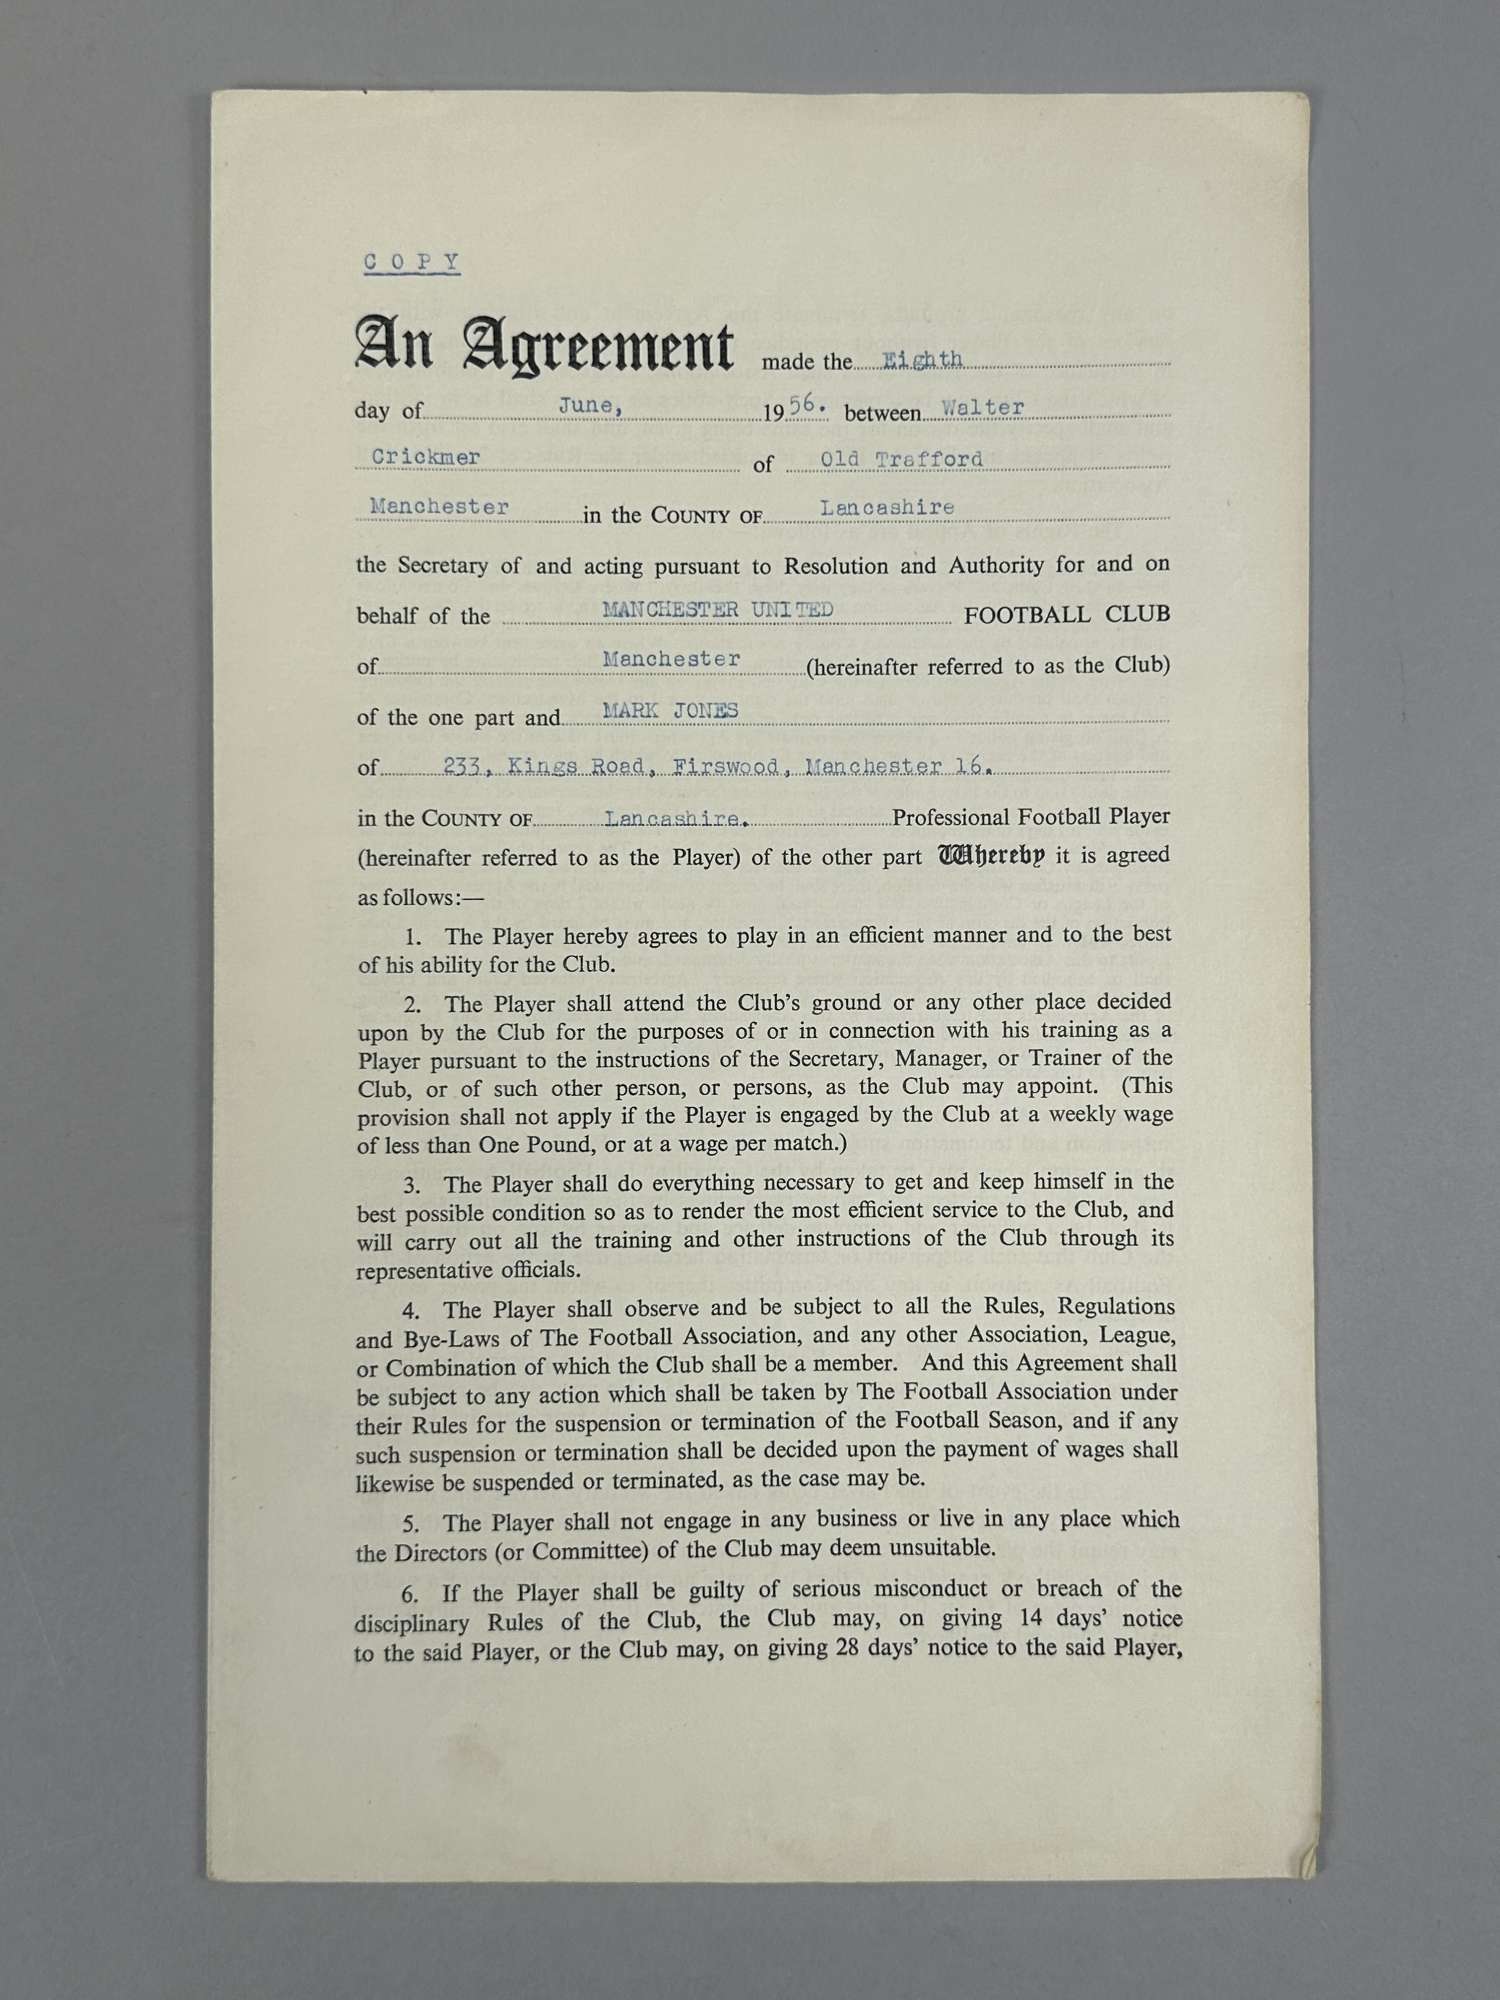 COPY
An Agreement made the Eighth
day of June, 1956. between Walter
Crickmer of Old Trafford
Manchester in the COUNTY OF Lancashire
the Secretary of and acting pursuant to Resolution and Authority for and on
behalf of the MANCHESTER UNITED FOOTBALL CLUB
of Manchester (hereinafter referred to as the Club)
of the one part and MARK JONES
of 233, Kings Road, Firswood, Manchester 16.
in the COUNTY OF Lancashire. Professional Football Player
(hereinafter referred to as the Player) of the other part Whereby it is agreed
as follows:—
1. The Player hereby agrees to play in an efficient manner and to the best
of his ability for the Club.
2. The Player shall attend the Club's ground or any other place decided
upon by the Club for the purposes of or in connection with his training as a
Player pursuant to the instructions of the Secretary, Manager, or Trainer of the
Club, or of such other person, or persons, as the Club may appoint. (This
provision shall not apply if the Player is engaged by the Club at a weekly wage
of less than One Pound, or at a wage per match.)
3. The Player shall do everything necessary to get and keep himself in the
best possible condition so as to render the most efficient service to the Club, and
will carry out all the training and other instructions of the Club through its
representative officials.
4. The Player shall observe and be subject to all the Rules, Regulations
and Bye-Laws of The Football Association, and any other Association, League,
or Combination of which the Club shall be a member. And this Agreement shall
be subject to any action which shall be taken by The Football Association under
their Rules for the suspension or termination of the Football Season, and if any
such suspension or termination shall be decided upon the payment of wages shall
likewise be suspended or terminated, as the case may be.
5. The Player shall not engage in any business or live in any place which
the Directors (or Committee) of the Club may deem unsuitable.
6. If the Player shall be guilty of serious misconduct or breach of the
disciplinary Rules of the Club, the Club may, on giving 14 days' notice
to the said Player, or the Club may, on giving 28 days' notice to the said Player,